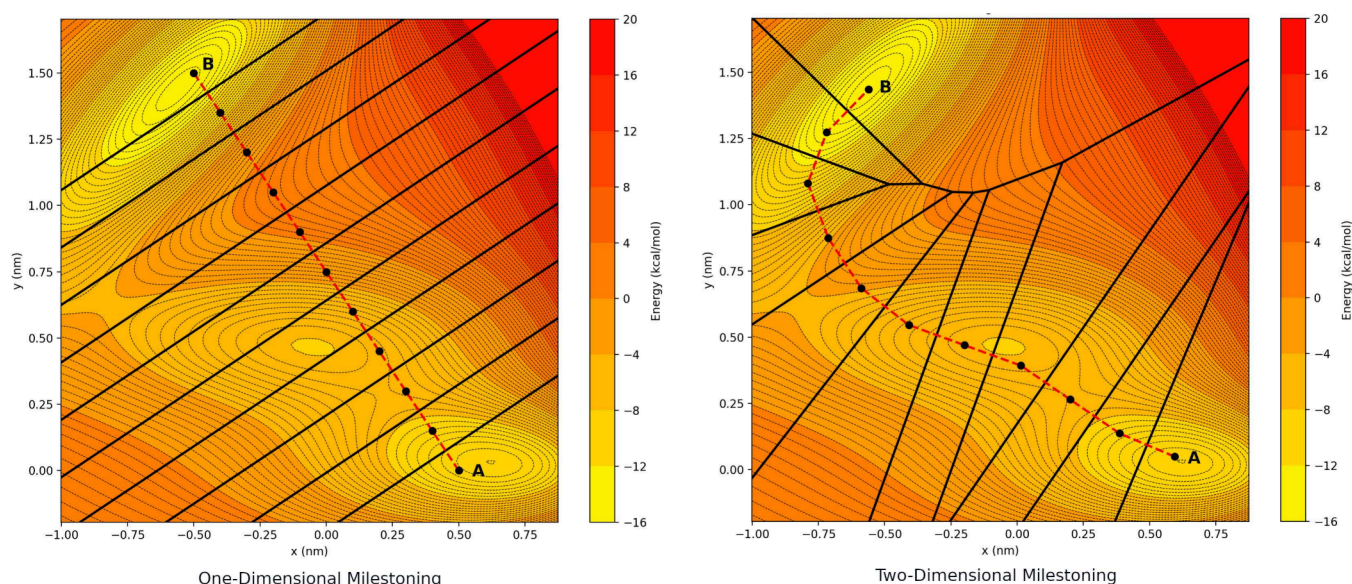 B
A
y (nm)
1.50
1.25
1.00
0.75
0.50
0.25
0.00
−1.00 −0.75 −0.50 −0.25 0.00 0.25 0.50 0.75
x (nm)
One-Dimensional Milestoning
20
16
12
8
4
0
−4
−8
−12
−16
Energy (kcal/mol)
B
A
y (nm)
1.50
1.25
1.00
0.75
0.50
0.25
0.00
−1.00 −0.75 −0.50 −0.25 0.00 0.25 0.50 0.75
x (nm)
Two-Dimensional Milestoning
20
16
12
8
4
0
−4
−8
−12
−16
Energy (kcal/mol)